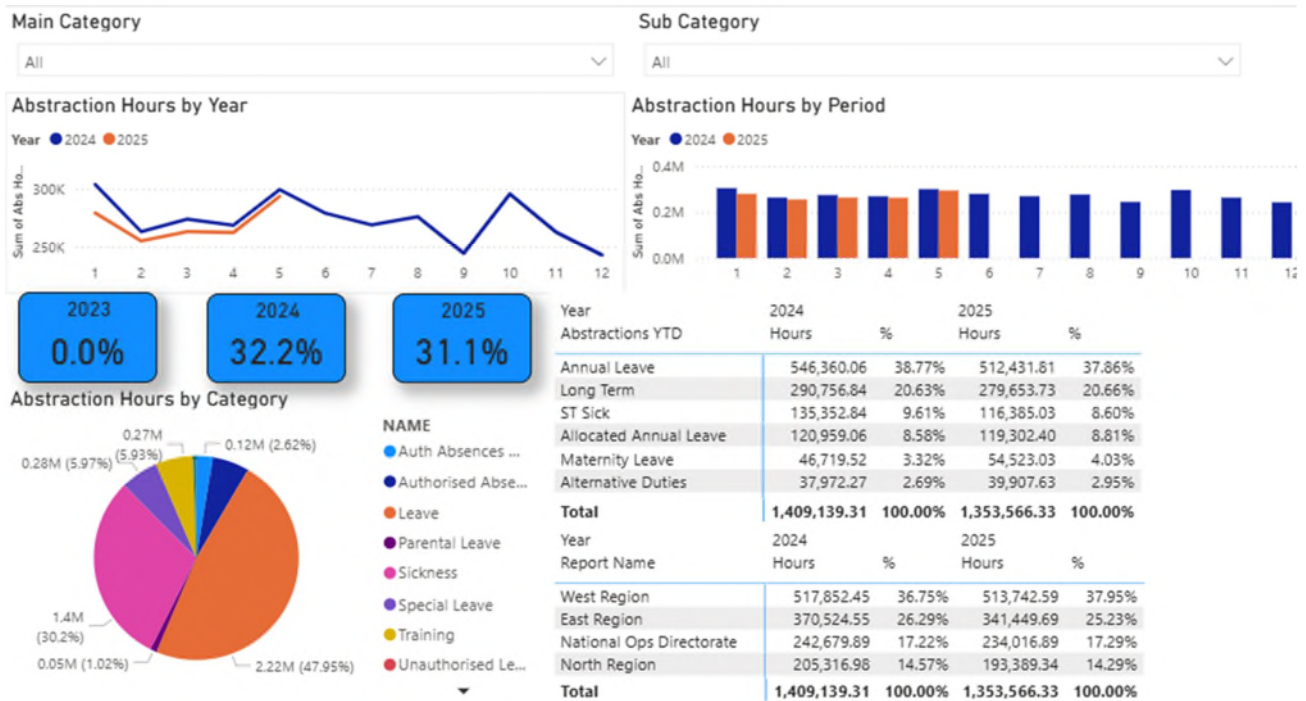 Main Category
Sub Category
All
All
Abstraction Hours by Year
Abstraction Hours by Period
Year 2024 2025
Year 2024 2025
Sum of Abs Ho...
300K
250K
1 2 3 4 5 6 7 8 9 10 11 12
Sum of Abs Ho...
0.4M
0.2M
0.0M
1 2 3 4 5 6 7 8 9 10 11 12
2023
0.0%
2024
32.2%
2025
31.1%
Abstraction Hours by Category
0.27M
(5.93%)
0.12M (2.62%)
0.28M (5.97%)
1.4M
(30.2%)
0.05M (1.02%)
2.22M (47.95%)
NAME
Auth Absences ...
Authorised Abse...
Leave
Parental Leave
Sickness
Special Leave
Training
Unauthorised Le...
Year 2024 2025
Abstractions YTD Hours % Hours %
Annual Leave 546,360.06 38.77% 512,431.81 37.86%
Long Term 290,756.84 20.63% 279,653.73 20.66%
ST Sick 135,352.84 9.61% 116,385.03 8.60%
Allocated Annual Leave 120,959.06 8.58% 119,302.40 8.81%
Maternity Leave 46,719.52 3.32% 54,523.03 4.03%
Alternative Duties 37,972.27 2.69% 39,907.63 2.95%
Total 1,409,139.31 100.00% 1,353,566.33 100.00%
Year 2024 2025
Report Name Hours % Hours %
West Region 517,852.45 36.75% 513,742.59 37.95%
East Region 370,524.55 26.29% 341,449.69 25.23%
National Ops Directorate 242,679.89 17.22% 234,016.89 17.29%
North Region 205,316.98 14.57% 193,389.34 14.29%
Total 1,409,139.31 100.00% 1,353,566.33 100.00%